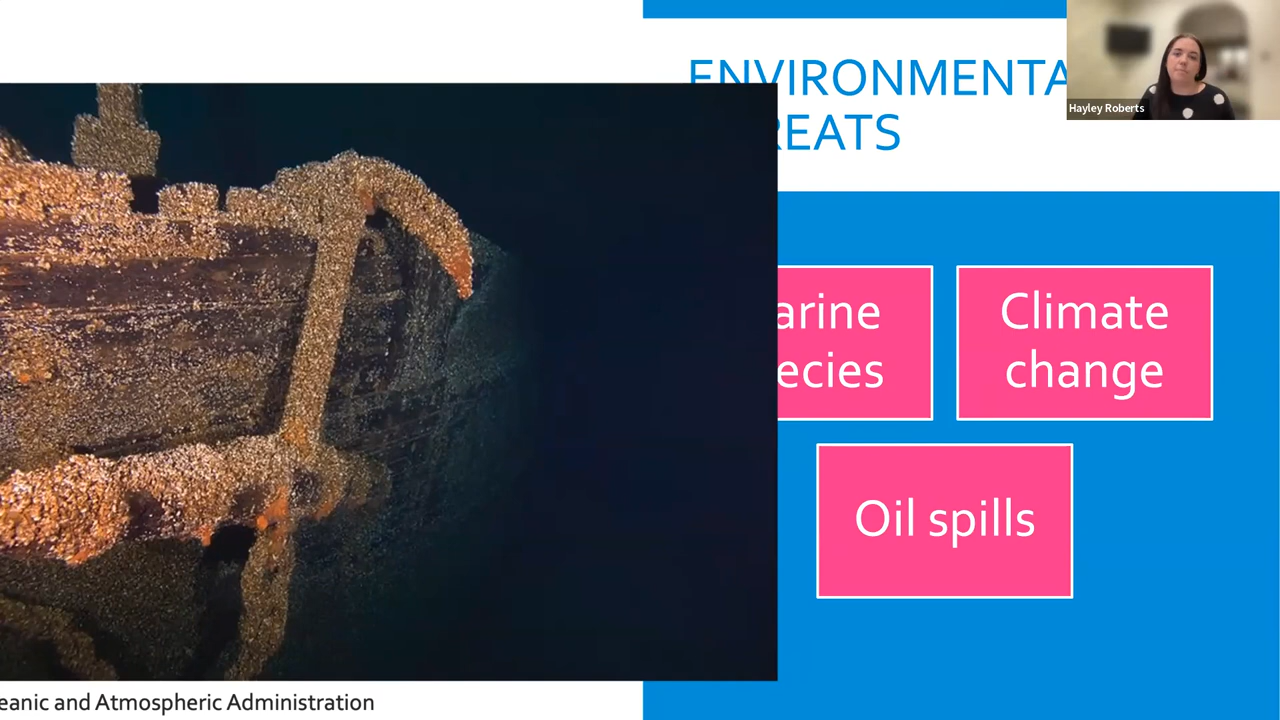 ENVIRONMENTA
REATS
Hayley Roberts
arine
ecies
Climate
change
Oil spills
eanic and Atmospheric Administration